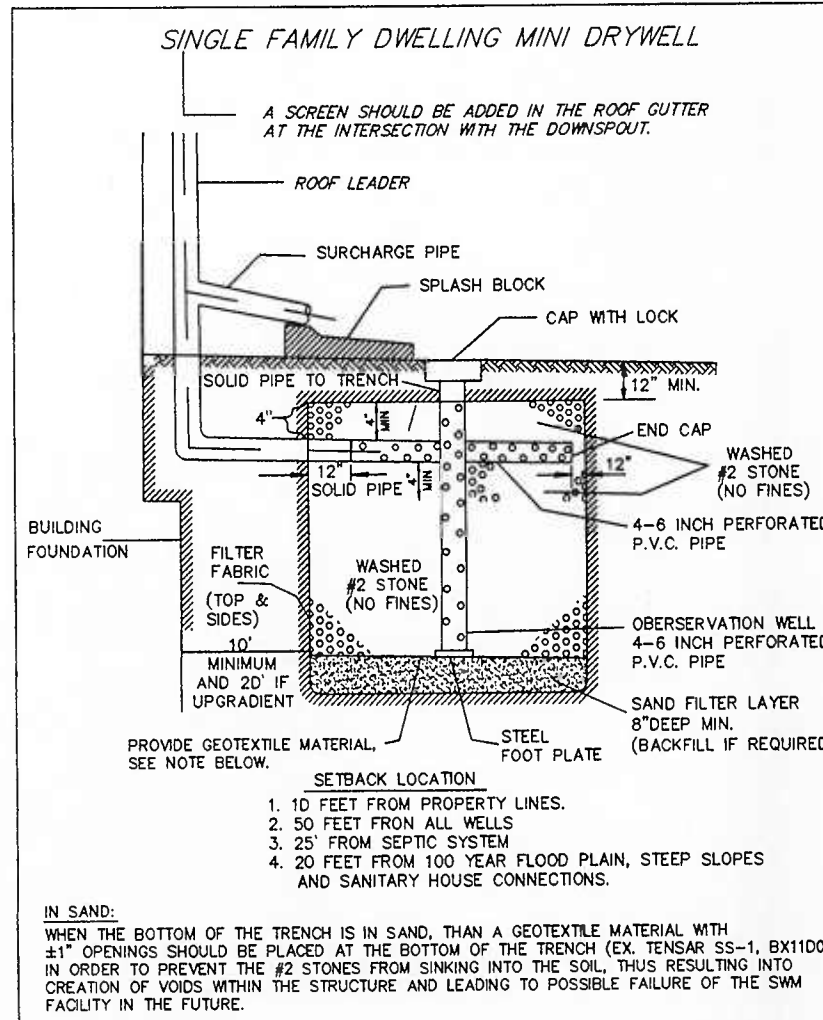 SINGLE FAMILY DWELLING MINI DRYWELL
A SCREEN SHOULD BE ADDED IN THE ROOF GUTTER
AT THE INTERSECTION WITH THE DOWNSPOUT.
ROOF LEADER
SURCHARGE PIPE
SPLASH BLOCK
CAP WITH LOCK
SOLID PIPE TO TRENCH
12" MIN.
4"
4" MIN
END CAP
12"
SOLID PIPE
4" MIN
12"
WASHED
#2 STONE
(NO FINES)
4-6 INCH PERFORATED
P.V.C. PIPE
BUILDING
FOUNDATION
FILTER
FABRIC
(TOP &
SIDES)
WASHED
#2 STONE
(NO FINES)
10'
MINIMUM
AND 2D' IF
UPGRADIENT
OBERSERVATION WELL
4-6 INCH PERFORATED
P.V.C. PIPE
SAND FILTER LAYER
8"DEEP MIN.
(BACKFILL IF REQUIRED
PROVIDE GEOTEXTILE MATERIAL,
SEE NOTE BELOW.
STEEL
FOOT PLATE
SETBACK LOCATION
1. 1D FEET FROM PROPERTY LINES.
2. 50 FEET FRON ALL WELLS
3. 25' FROM SEPTIC SYSTEM
4. 20 FEET FROM 100 YEAR FLOOD PLAIN, STEEP SLOPES
AND SANITARY HOUSE CONNECTIONS.
IN SAND:
WHEN THE BOTTOM OF THE TRENCH IS IN SAND, THAN A GEOTEXTILE MATERIAL WITH
±1" OPENINGS SHOULD BE PLACED AT THE BOTTOM OF THE TRENCH (EX. TENSAR SS-1, BX11D0
IN ORDER TO PREVENT THE #2 STONES FROM SINKING INTO THE SOIL, THUS RESULTING INTO
CREATION OF VOIDS WITHIN THE STRUCTURE AND LEADING TO POSSIBLE FAILURE OF THE SWM
FACILITY IN THE FUTURE.